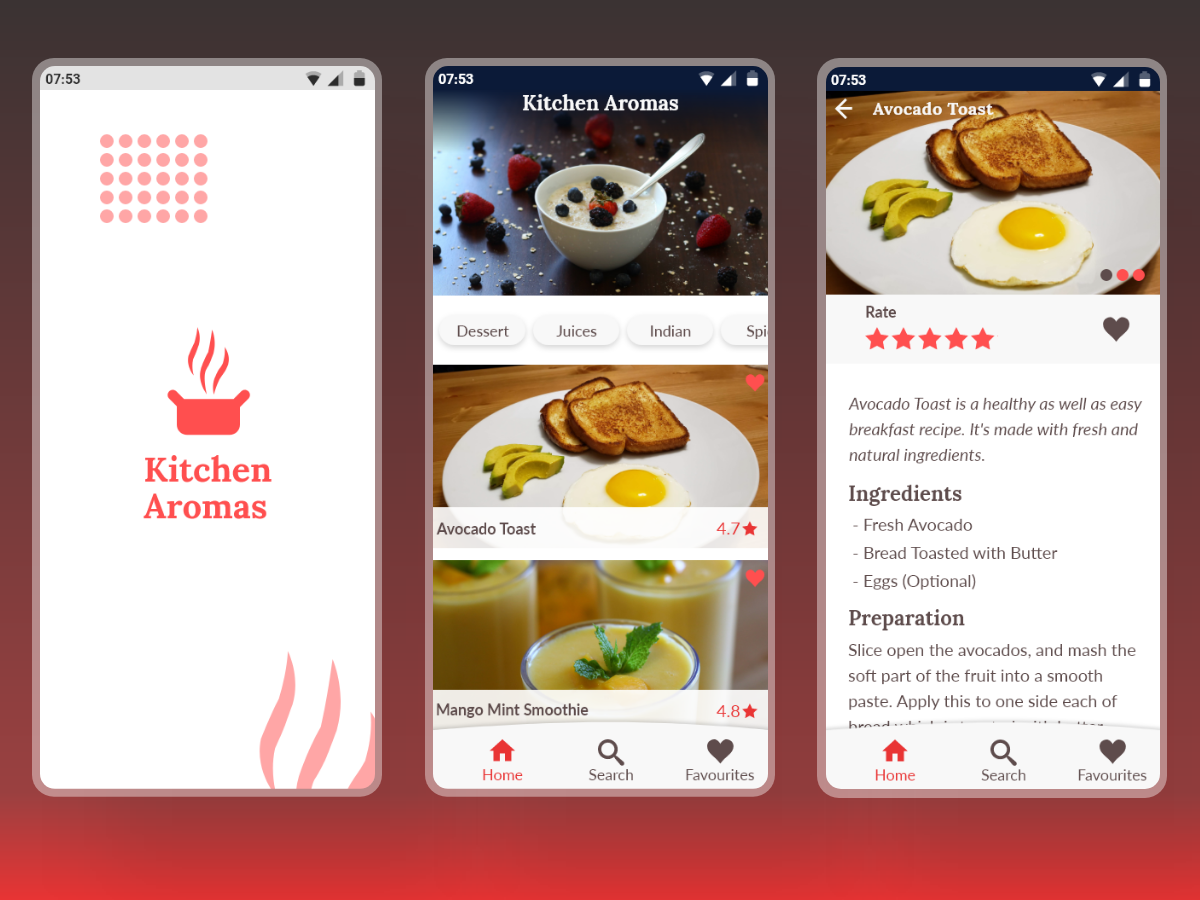 07:53
Kitchen
Aromas
07:53
Kitchen Aromas
Dessert
Juices
Indian
Spi
Avocado Toast
4.7
Mango Mint Smoothie
4.8
Home
Search
Favourites
07:53
Avocado Toast
Rate
Avocado Toast is a healthy as well as easy
breakfast recipe. It's made with fresh and
natural ingredients.
Ingredients
- Fresh Avocado
- Bread Toasted with Butter
- Eggs (Optional)
Preparation
Slice open the avocados, and mash the
soft part of the fruit into a smooth
paste. Apply this to one side each of
bread which is
Home
Search
Favourites